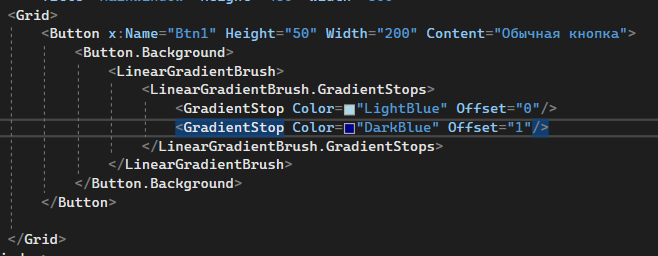 <Grid>
<Button x:Name="Btn1" Height="50" Width="200" Content="Обычная кнопка">
<Button.Background>
<LinearGradientBrush>
<LinearGradientBrush.GradientStops>
<GradientStop Color="LightBlue" Offset="0"/>
<GradientStop Color="DarkBlue" Offset="1"/>
</LinearGradientBrush.GradientStops>
</LinearGradientBrush>
</Button.Background>
</Button>
</Grid>